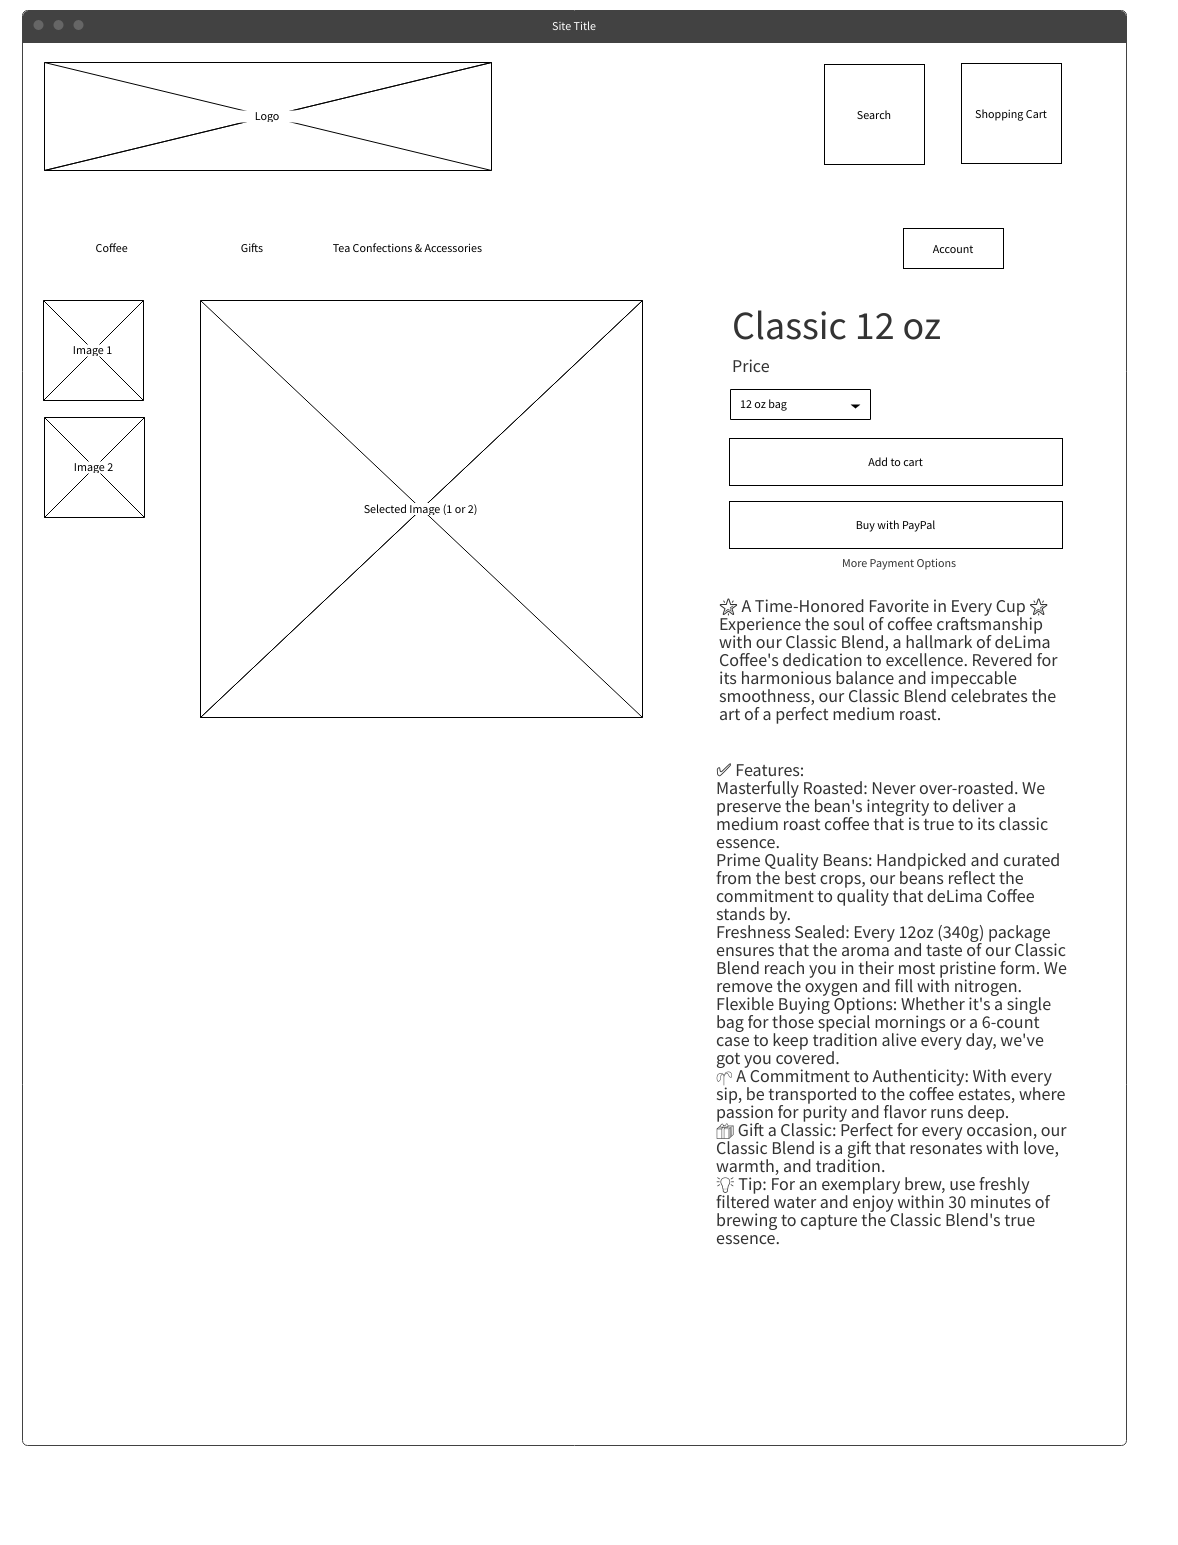 Site Title
Logo
Search
Shopping Cart
Coffee
Gifts
Tea Confections & Accessories
Account
Image 1
Image 2
Selected Image (1 or 2)
Classic 12 oz
Price
12 oz bag
Add to cart
Buy with PayPal
More Payment Options
🌟 A Time-Honored Favorite in Every Cup 🌟
Experience the soul of coffee craftsmanship
with our Classic Blend, a hallmark of deLima
Coffee's dedication to excellence. Revered for
its harmonious balance and impeccable
smoothness, our Classic Blend celebrates the
art of a perfect medium roast.
✅ Features:
Masterfully Roasted: Never over-roasted. We
preserve the bean's integrity to deliver a
medium roast coffee that is true to its classic
essence.
Prime Quality Beans: Handpicked and curated
from the best crops, our beans reflect the
commitment to quality that deLima Coffee
stands by.
Freshness Sealed: Every 12oz (340g) package
ensures that the aroma and taste of our Classic
Blend reach you in their most pristine form. We
remove the oxygen and fill with nitrogen.
Flexible Buying Options: Whether it's a single
bag for those special mornings or a 6-count
case to keep tradition alive every day, we've
got you covered.
🌱 A Commitment to Authenticity: With every
sip, be transported to the coffee estates, where
passion for purity and flavor runs deep.
🎁 Gift a Classic: Perfect for every occasion, our
Classic Blend is a gift that resonates with love,
warmth, and tradition.
💡 Tip: For an exemplary brew, use freshly
filtered water and enjoy within 30 minutes of
brewing to capture the Classic Blend's true
essence.